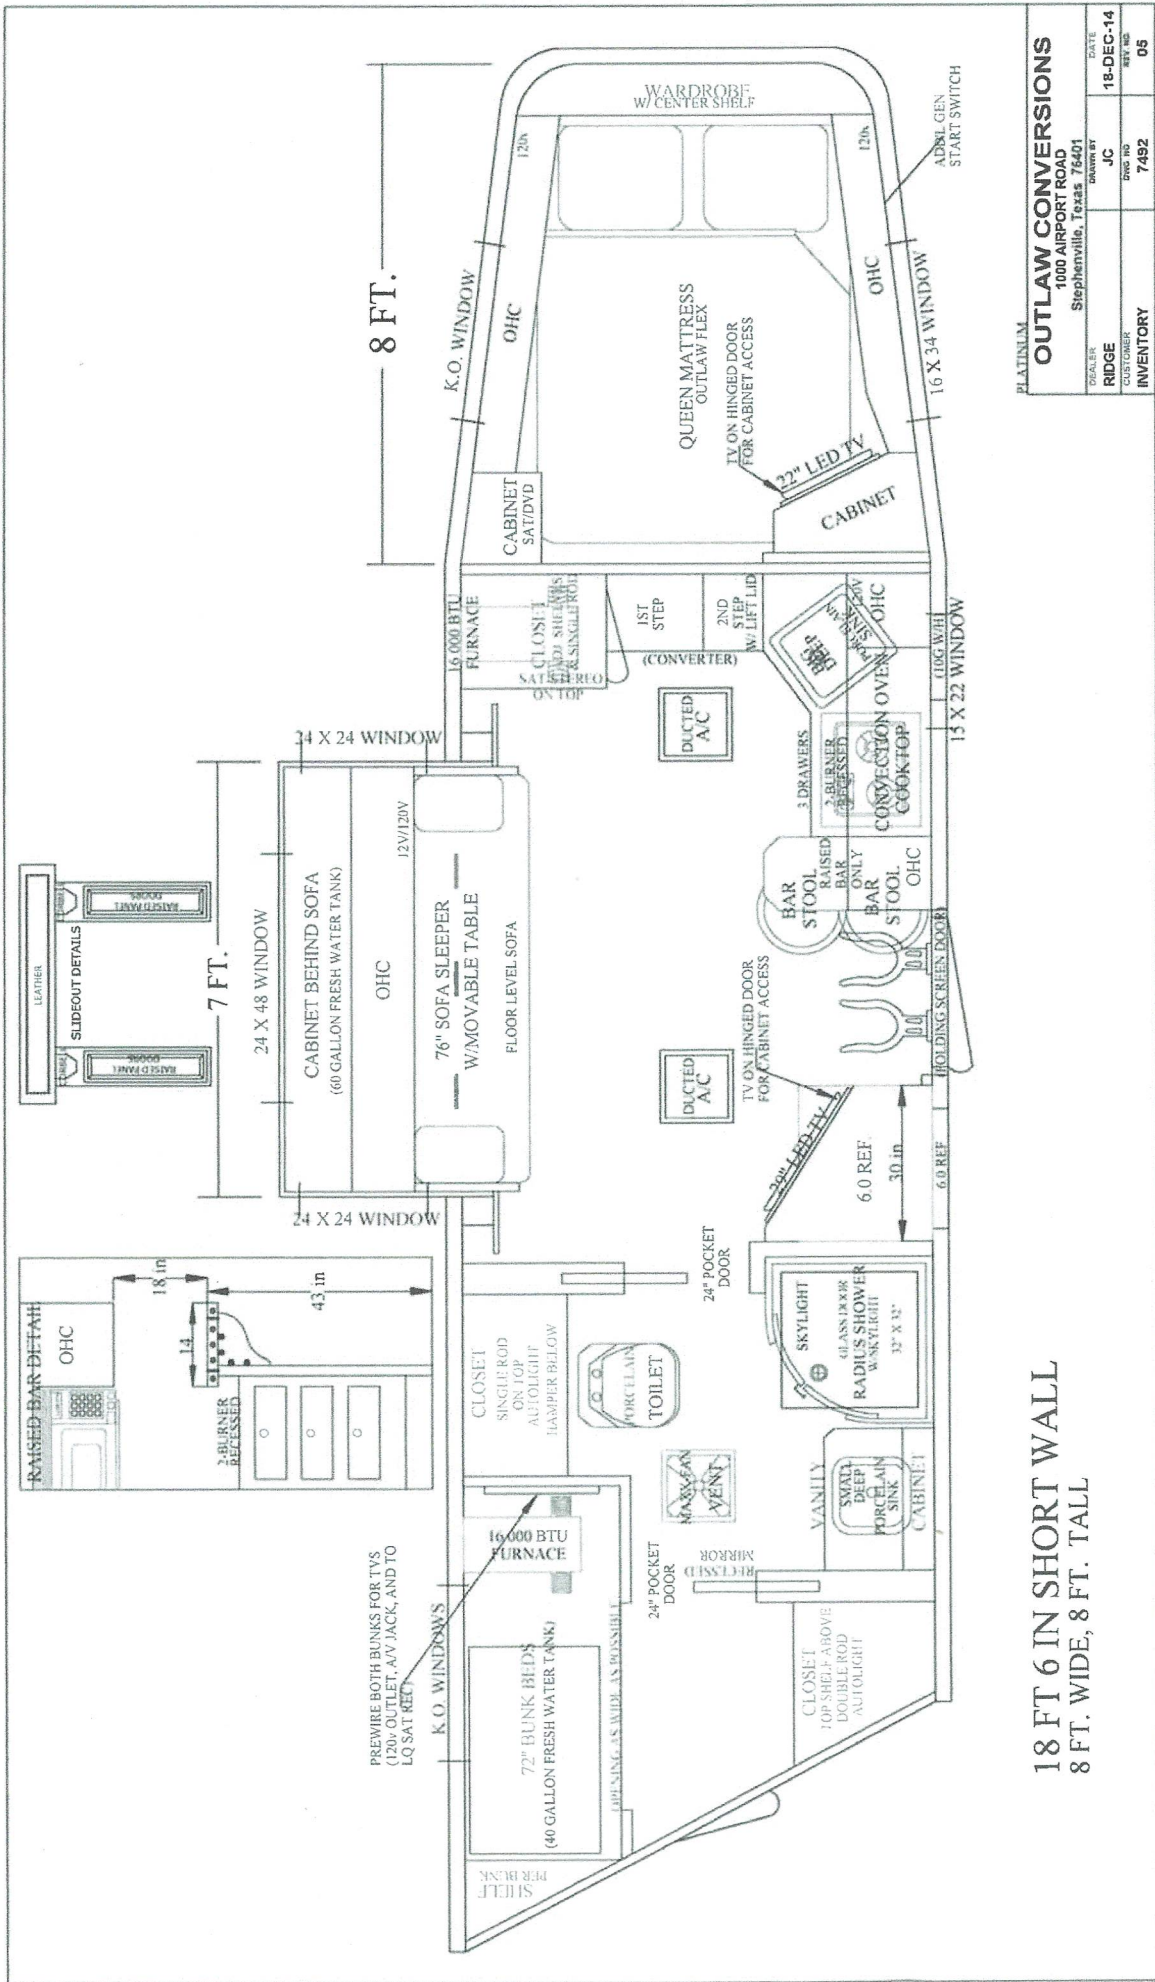 LEATHER
SLIDEOUT DETAILS
RAISED PANEL
DOORS
RAISED PANEL
DOORS
RAISED BAR DETAIL
OHC
18 in
14
43 in
2-BURNER
RECESSED
7 FT.
24 X 48 WINDOW
24 X 24 WINDOW
24 X 24 WINDOW
CABINET BEHIND SOFA
(60 GALLON FRESH WATER TANK)
OHC
12V/120V
76" SOFA SLEEPER
W/MOVABLE TABLE
FLOOR LEVEL SOFA
8 FT.
K.O. WINDOW
WARDROBE
W/ CENTER SHELF
120v
120v
OHC
OHC
QUEEN MATTRESS
OUTLAW FLEX
TV ON HINGED DOOR
FOR CABINET ACCESS
22" LED TV
CABINET
CABINET
SAT/DVD
16 X 34 WINDOW
ADD'L GEN
START SWITCH
16 000 BTU
FURNACE
CLOSET
& SINGLE ROD
SAT STEREO
ON TOP
1ST
STEP
2ND
STEP
W/ LIFT LID
(CONVERTER)
DUCTED
A/C
DEEP
PORCELAIN
SINK
120V
OHC
(10G W/H)
15 X 22 WINDOW
3 DRAWERS
2-BURNER
RECESSED
CONVECTION OVEN
COOKTOP
RAISED
BAR
ONLY
BAR
STOOL
BAR
STOOL
OHC
(FOLDING SCREEN DOOR)
DUCTED
A/C
TV ON HINGED DOOR
FOR CABINET ACCESS
29" LED TV
6.0 REF.
30 in
6.0 REF
24" POCKET
DOOR
SKYLIGHT
GLASS DOOR
RADIUS SHOWER
W/SKYLIGHT
32" X 32"
CLOSET
SINGLE ROD
ON TOP
AUTOLIGHT
HAMPER BELOW
PORCELAIN
TOILET
MAXX-FAN
VENT
VANITY
SMALL
DEEP
PORCELAIN
SINK
CABINET
RECESSED
MIRROR
24" POCKET
DOOR
PREWIRE BOTH BUNKS FOR TVS
(120v OUTLET, A/V JACK, AND TO
LQ SAT REC)
K.O. WINDOWS
16 000 BTU
FURNACE
72" BUNK BEDS
(40 GALLON FRESH WATER TANK)
OPENING AS WIDE AS POSSIBLE
SHELF
PER BUNK
CLOSET
TOP SHELF ABOVE
DOUBLE ROD
AUTOLIGHT
18 FT 6 IN SHORT WALL
8 FT. WIDE, 8 FT. TALL
PLATINUM
OUTLAW CONVERSIONS
1000 AIRPORT ROAD
Stephenville, Texas 76401
DEALER
RIDGE
DRAWN BY
JC
DATE
18-DEC-14
CUSTOMER
INVENTORY
DWG NO
7492
REV. NO.
05